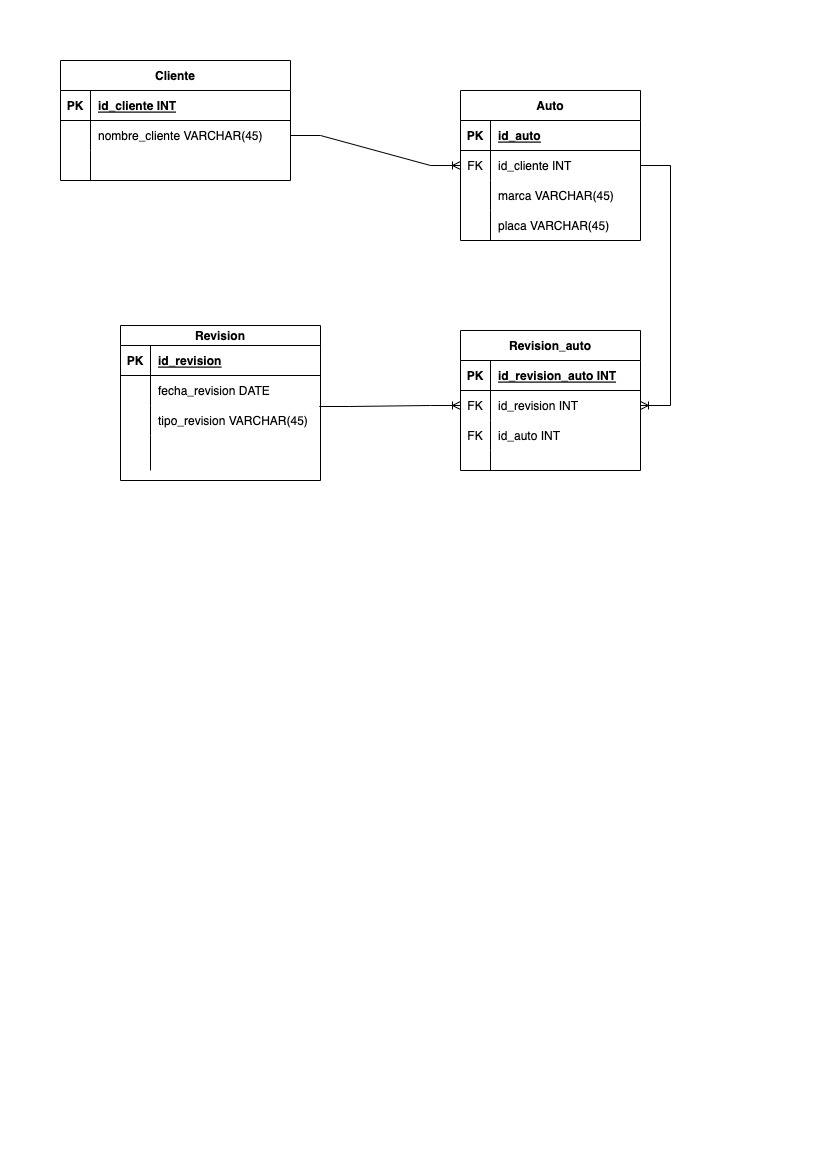 Cliente
PK id_cliente INT
nombre_cliente VARCHAR(45)
Auto
PK id_auto
FK id_cliente INT
marca VARCHAR(45)
placa VARCHAR(45)
Revision
PK id_revision
fecha_revision DATE
tipo_revision VARCHAR(45)
Revision_auto
PK id_revision_auto INT
FK id_revision INT
FK id_auto INT